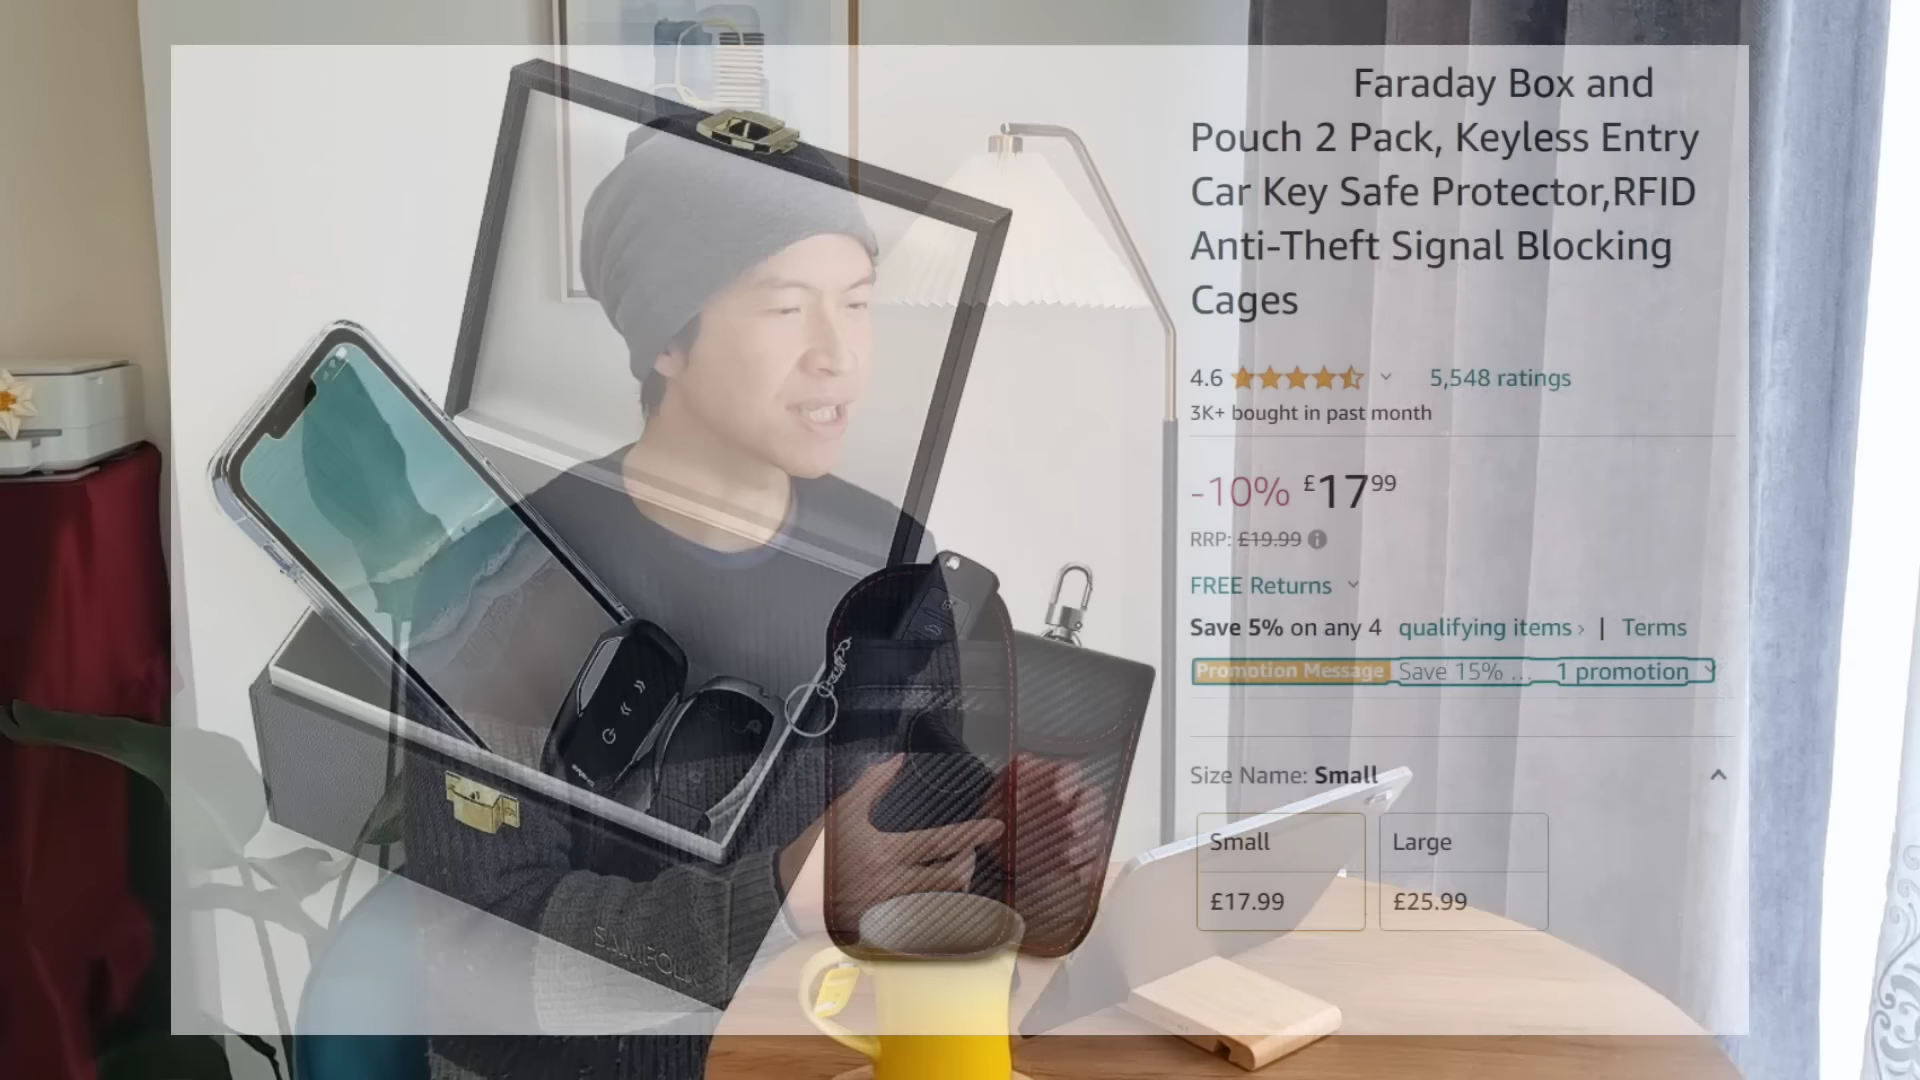 Faraday Box and
Pouch 2 Pack, Keyless Entry
Car Key Safe Protector,RFID
Anti-Theft Signal Blocking
Cages
4.6 5,548 ratings
3K+ bought in past month
-10% £1799
RRP: £19.99
FREE Returns
Save 5% on any 4 qualifying items › | Terms
Promotion Message Save 15% ... 1 promotion
Size Name: Small
Small Large
£17.99 £25.99